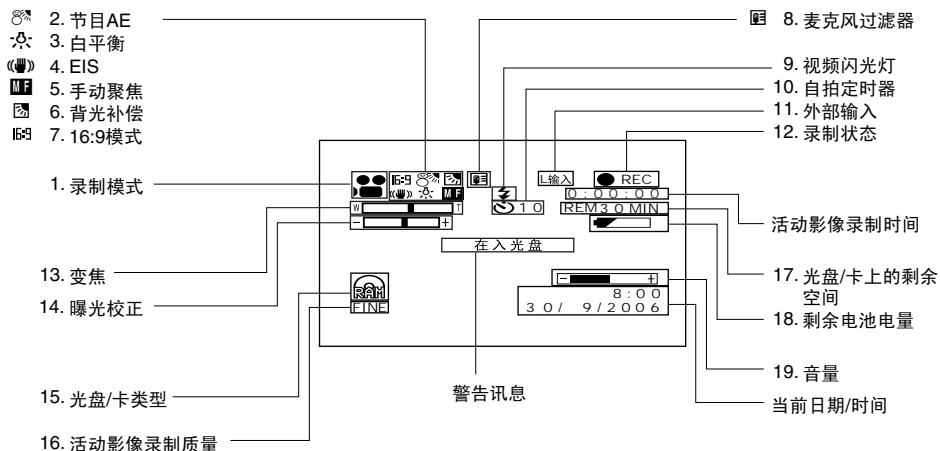 2. 节目AE
3. 白平衡
4. EIS
MF 5. 手动聚焦
6. 背光补偿
16:9 7. 16:9模式
8. 麦克风过滤器
9. 视频闪光灯
10. 自拍定时器
11. 外部输入
12. 录制状态
1. 录制模式
16:9
MF
L输入
REC
0:00:00
10
REM30MIN
W T
- +
在入光盘
活动影像录制时间
13. 变焦
14. 曝光校正
RAM
FINE
- +
8:00
30/ 9/2006
17. 光盘/卡上的剩余
空间
18. 剩余电池电量
15. 光盘/卡类型
警告讯息
19. 音量
当前日期/时间
16. 活动影像录制质量